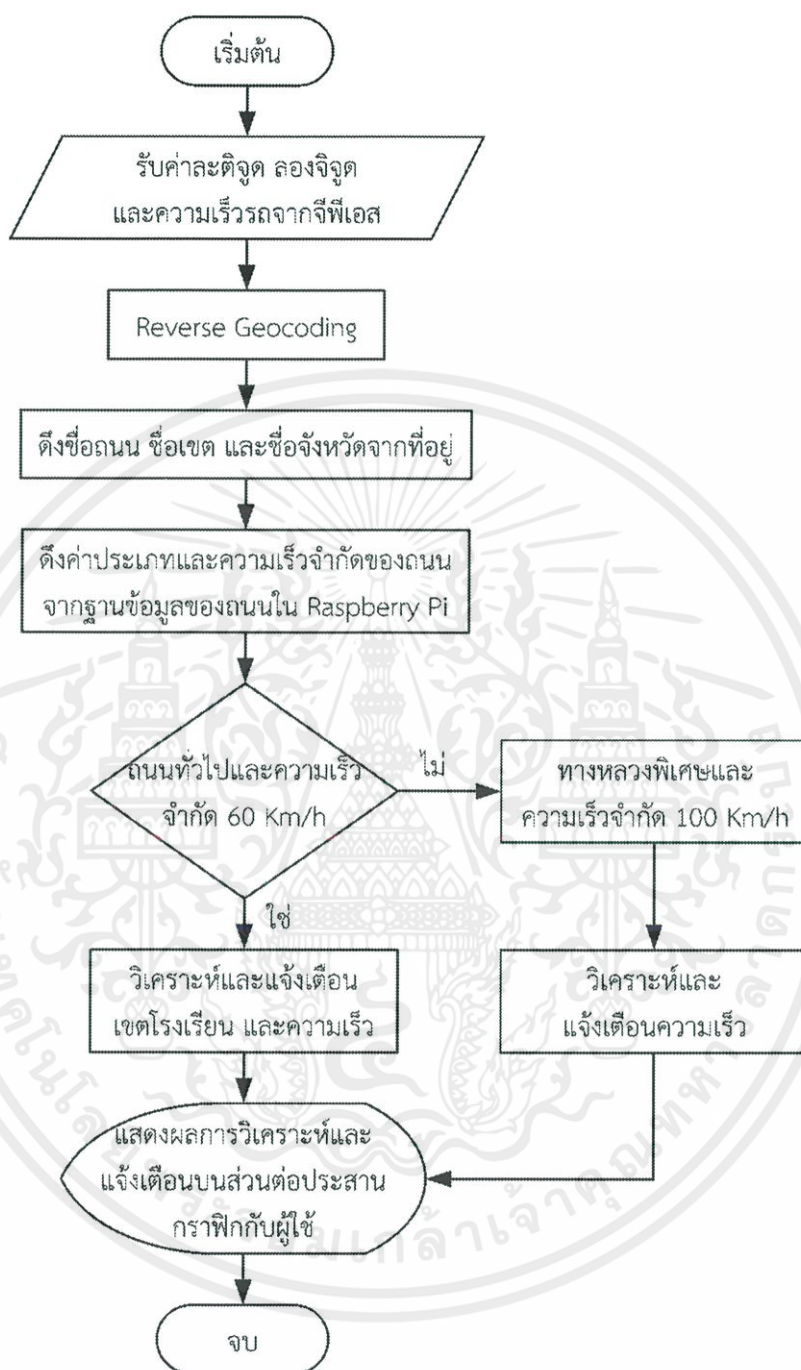 เริ่มต้น
รับค่าละติจูด ลองจิจูด
และความเร็วรถจากจีพีเอส
Reverse Geocoding
ดึงชื่อถนน ชื่อเขต และชื่อจังหวัดจากที่อยู่
ดึงค่าประเภทและความเร็วจำกัดของถนน
จากฐานข้อมูลของถนนใน Raspberry Pi
ถนนทั่วไปและความเร็ว
จำกัด 60 Km/h
ไม่
ทางหลวงพิเศษและ
ความเร็วจำกัด 100 Km/h
ใช่
วิเคราะห์และแจ้งเตือน
เขตโรงเรียน และความเร็ว
วิเคราะห์และ
แจ้งเตือนความเร็ว
แสดงผลการวิเคราะห์และ
แจ้งเตือนบนส่วนต่อประสาน
กราฟิกกับผู้ใช้
จบ